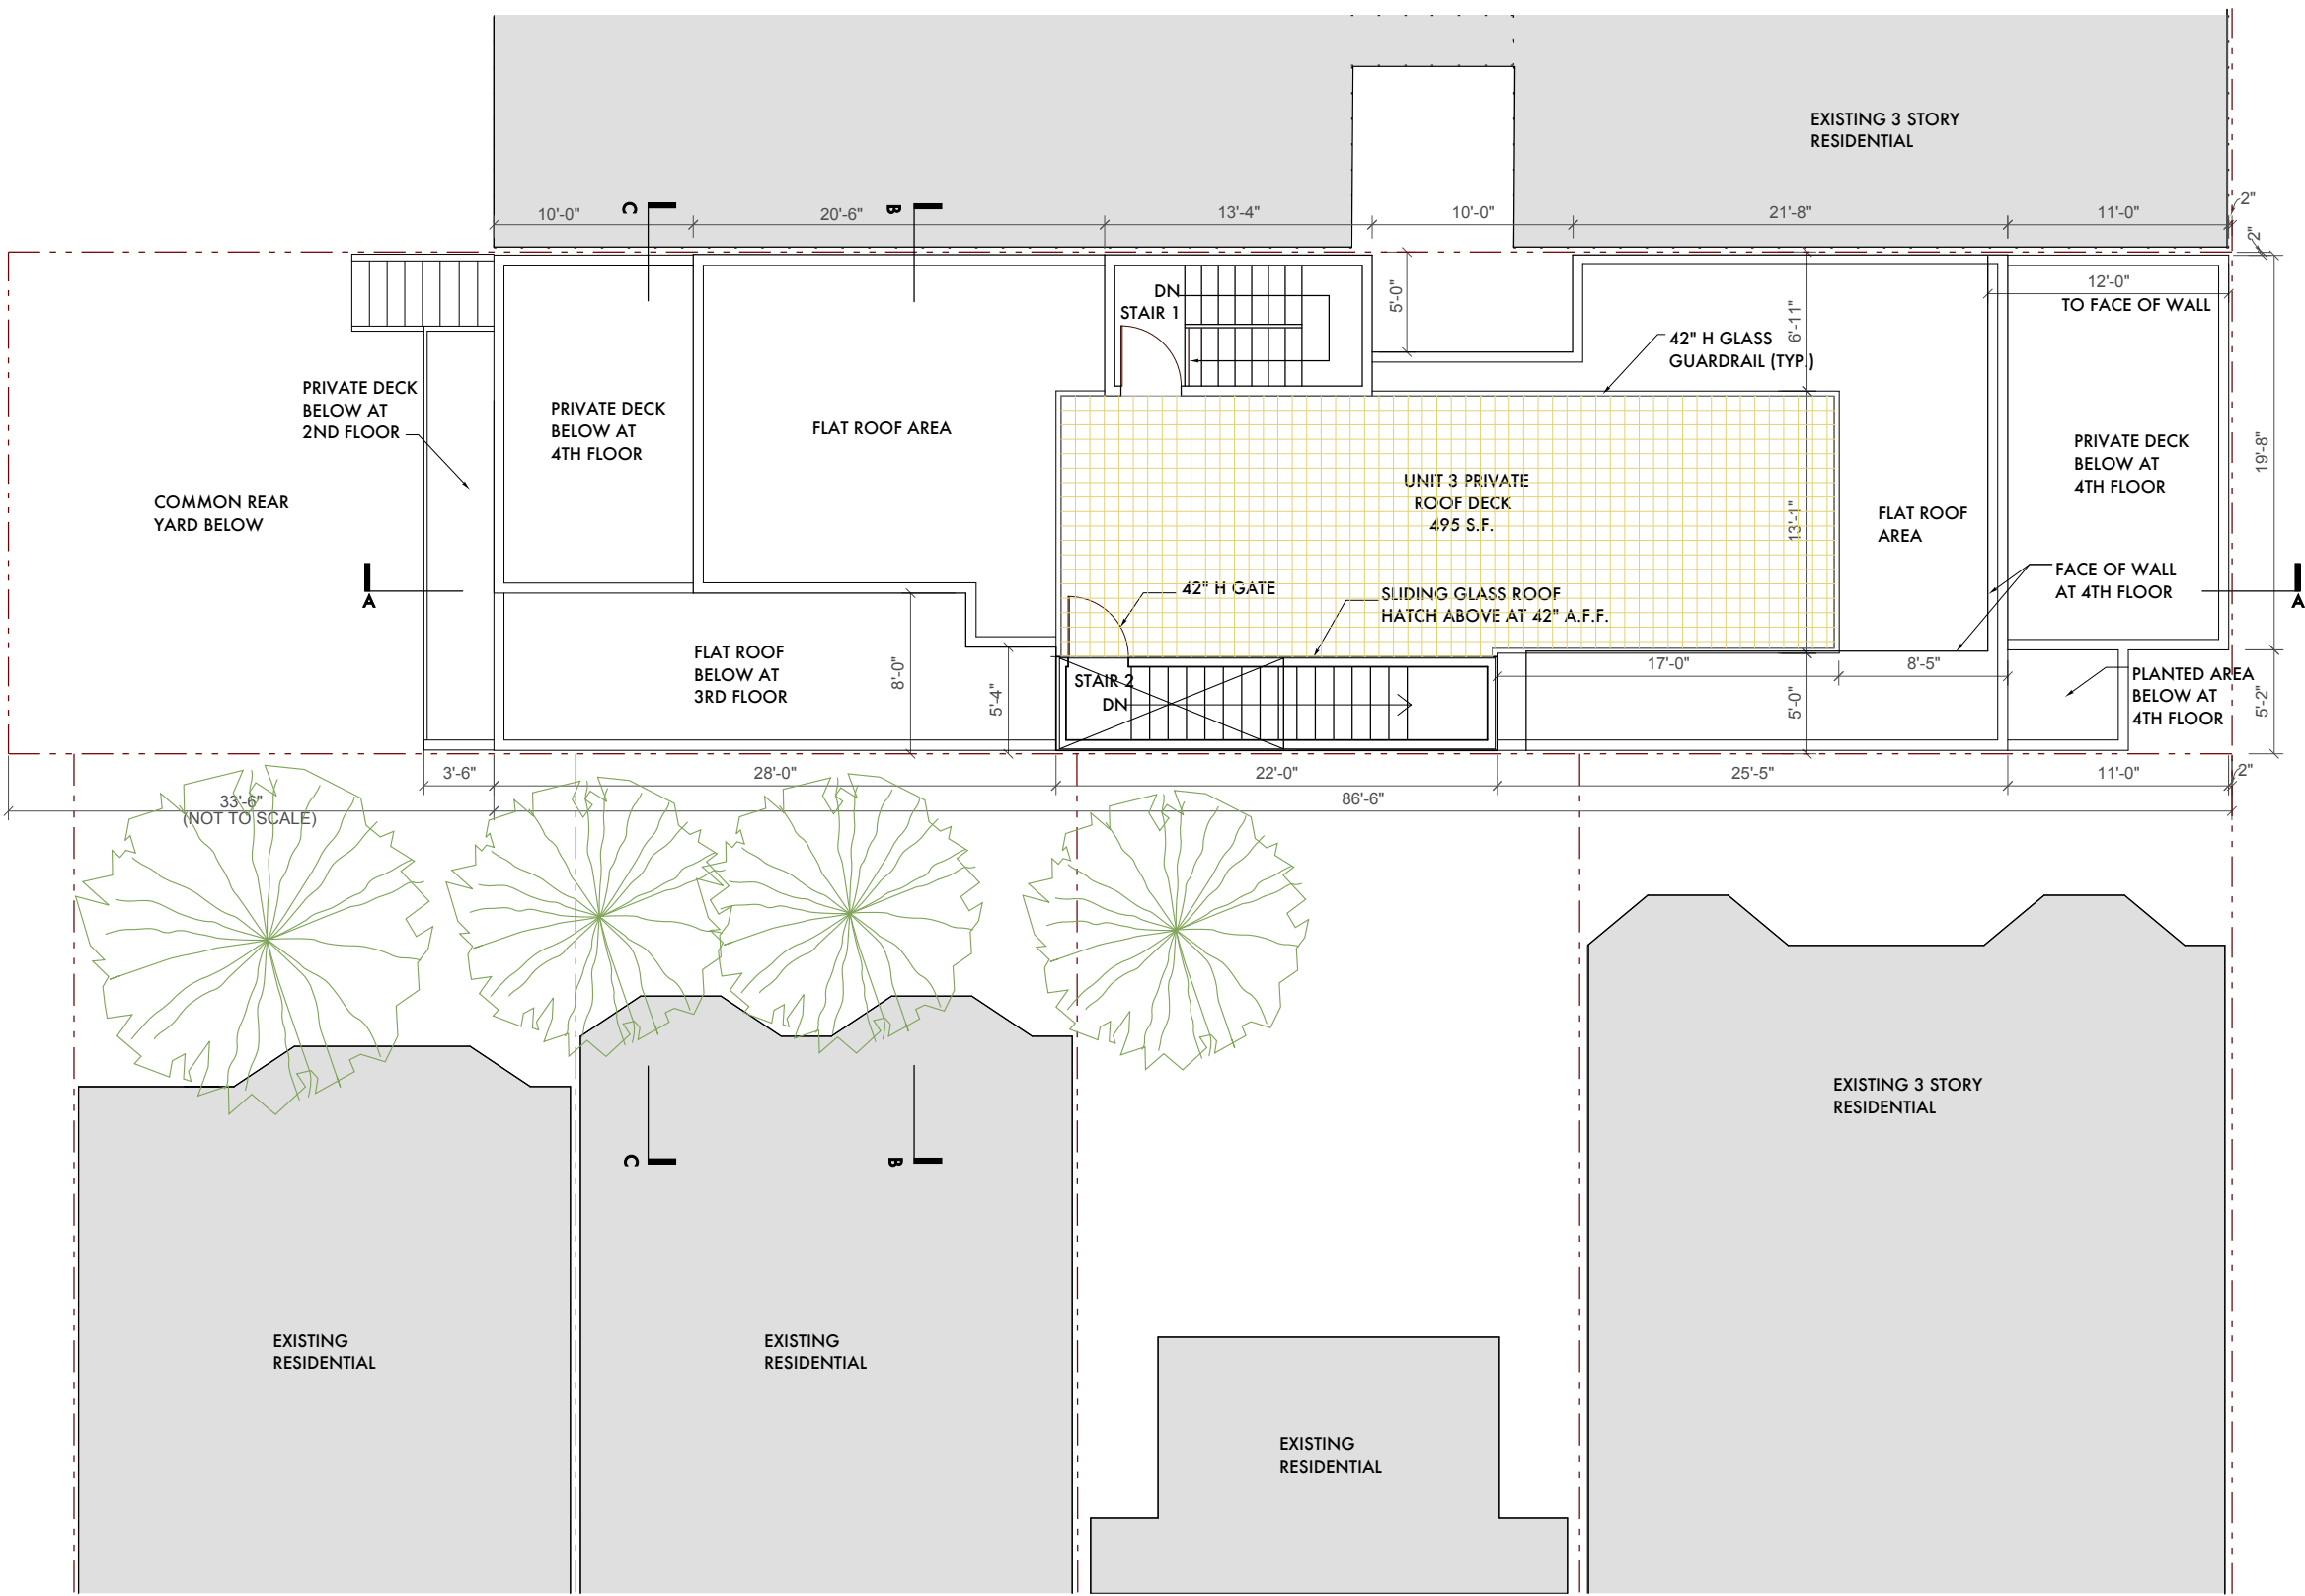 EXISTING 3 STORY
RESIDENTIAL
C
B
10'-0"
20'-6"
13'-4"
10'-0"
21'-8"
11'-0"
2"
2"
12'-0"
TO FACE OF WALL
DN
STAIR 1
5'-0"
6'-11"
42" H GLASS
GUARDRAIL (TYP.)
PRIVATE DECK
BELOW AT
2ND FLOOR
PRIVATE DECK
BELOW AT
4TH FLOOR
FLAT ROOF AREA
PRIVATE DECK
BELOW AT
4TH FLOOR
19'-8"
COMMON REAR
YARD BELOW
UNIT 3 PRIVATE
ROOF DECK
495 S.F.
13'-1"
FLAT ROOF
AREA
A
42" H GATE
SLIDING GLASS ROOF
HATCH ABOVE AT 42" A.F.F.
FACE OF WALL
AT 4TH FLOOR
A
FLAT ROOF
BELOW AT
3RD FLOOR
8'-0"
5'-4"
STAIR 2
DN
17'-0"
8'-5"
5'-0"
PLANTED AREA
BELOW AT
4TH FLOOR
5'-2"
3'-6"
28'-0"
22'-0"
25'-5"
11'-0"
2"
33'-6"
(NOT TO SCALE)
86'-6"
EXISTING 3 STORY
RESIDENTIAL
C
B
EXISTING
RESIDENTIAL
EXISTING
RESIDENTIAL
EXISTING
RESIDENTIAL